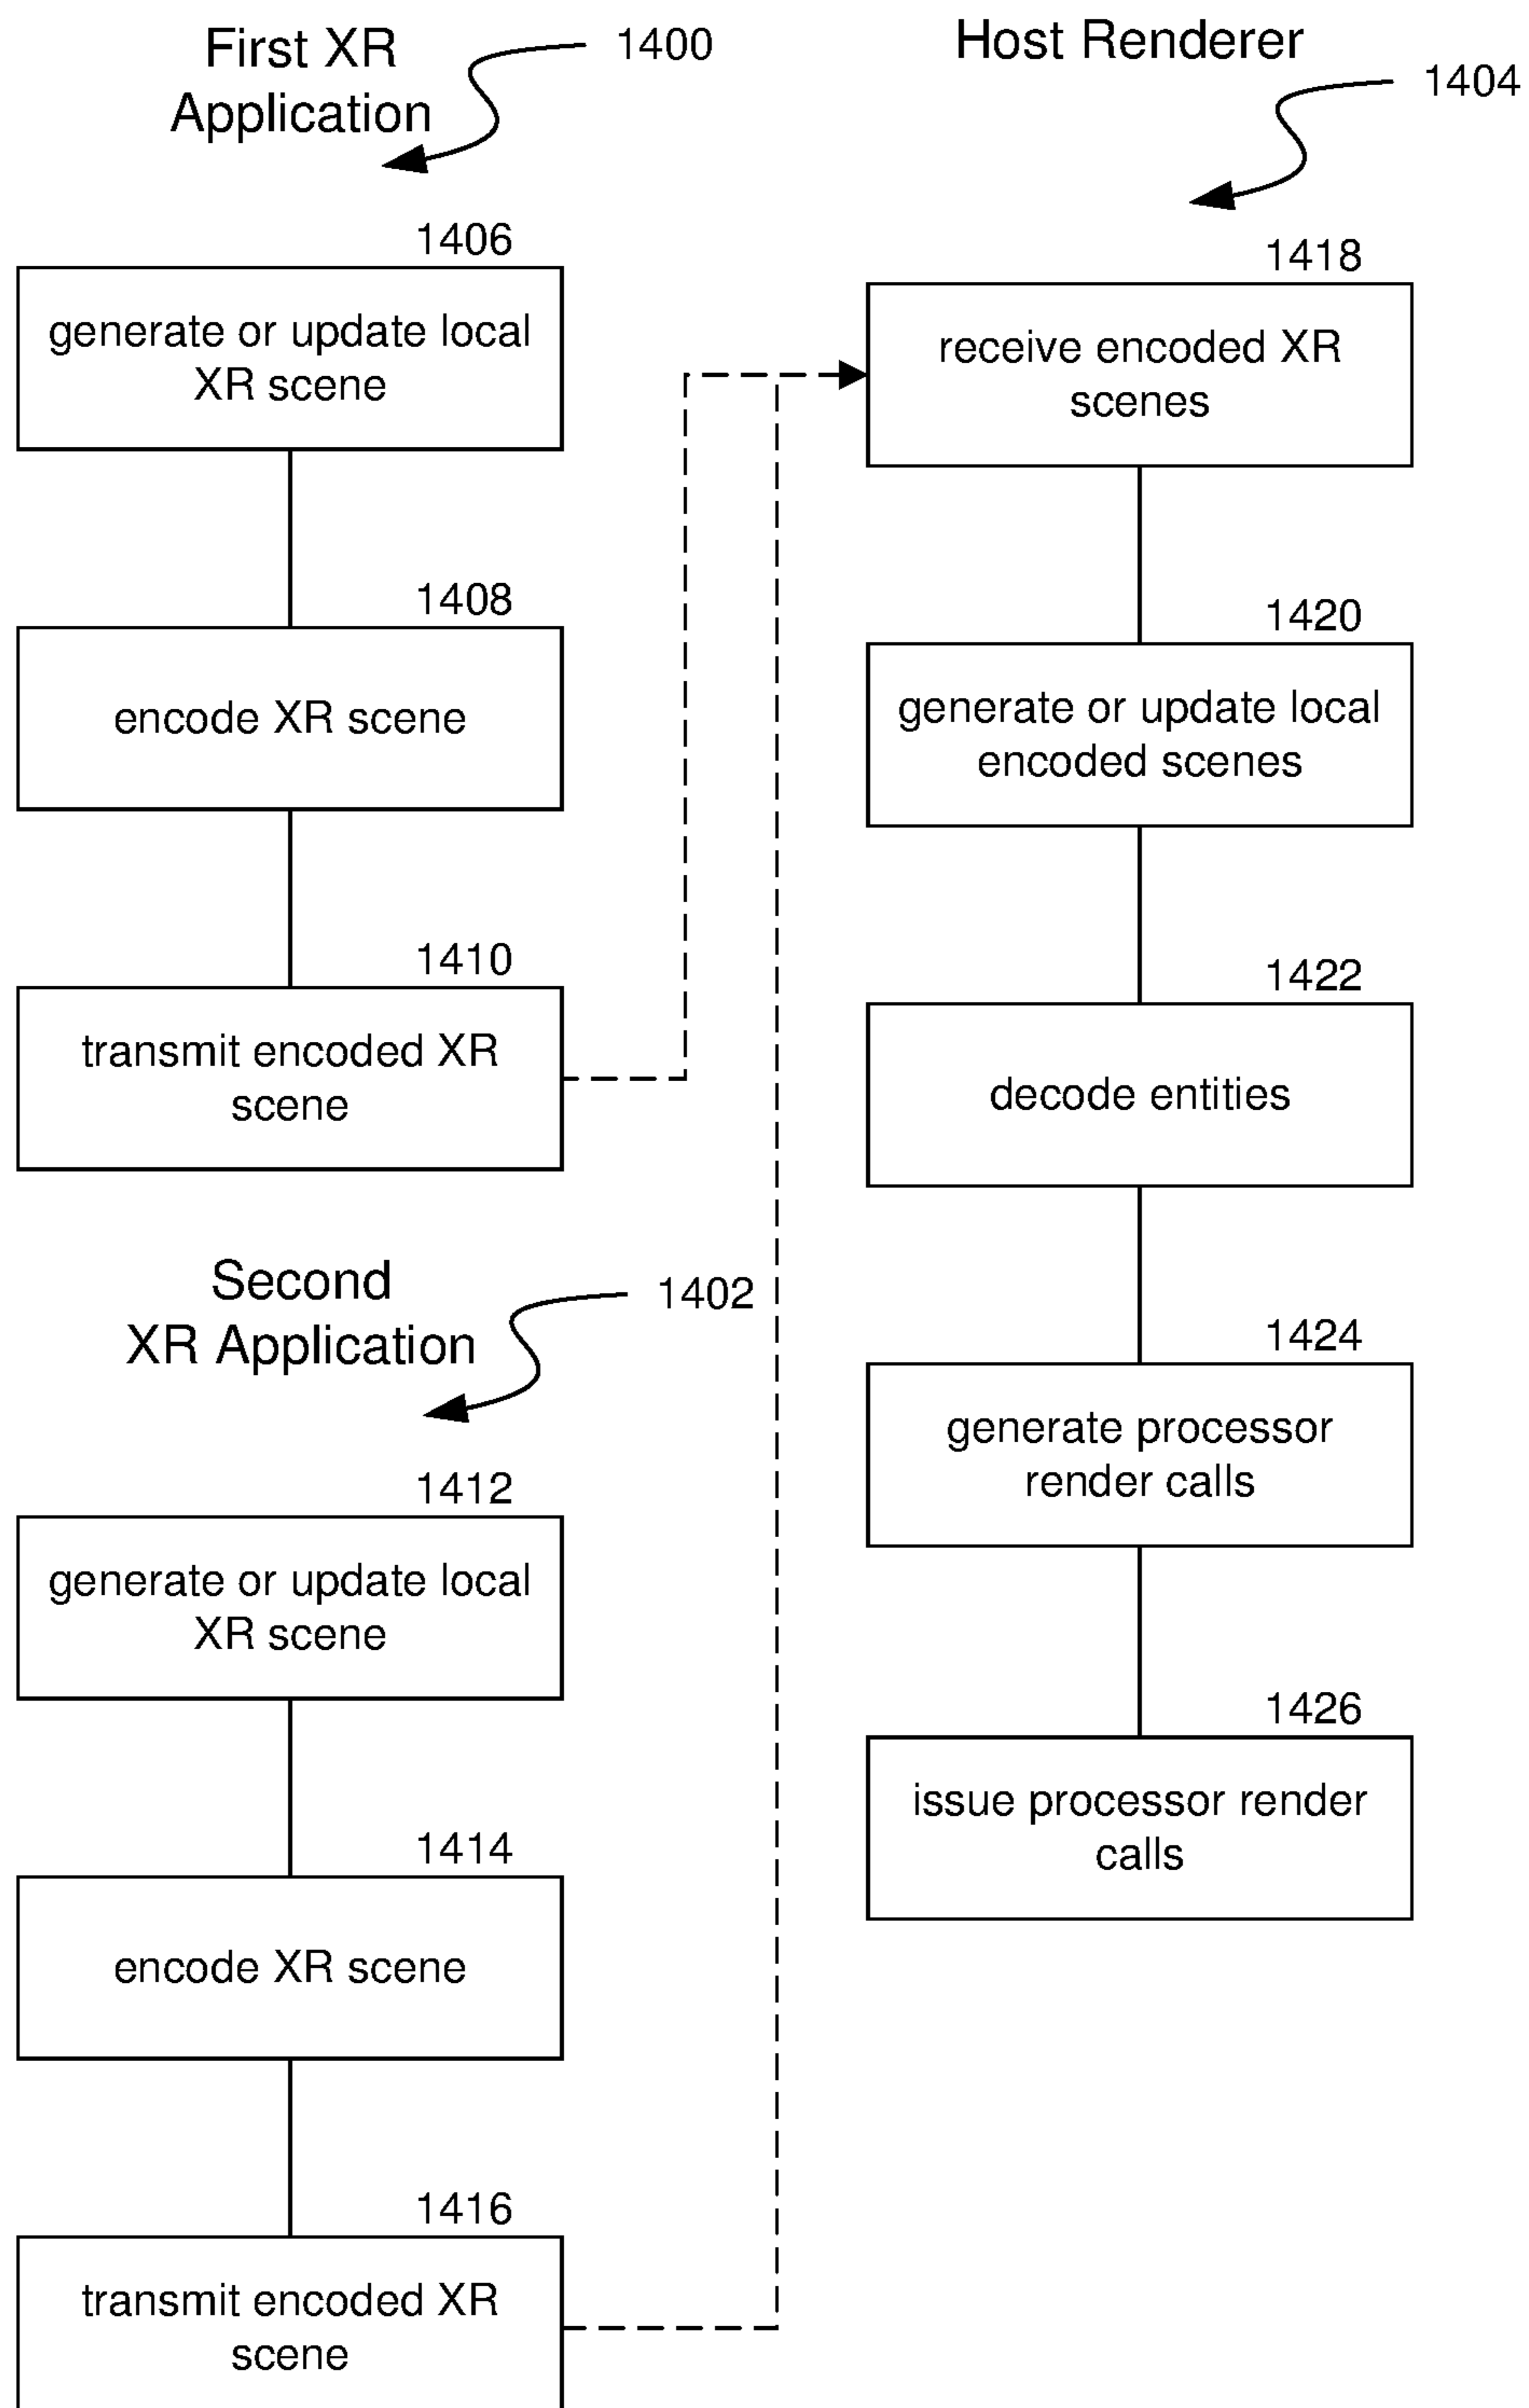 First XR
Application
1400
1406
generate or update local
XR scene
1408
encode XR scene
1410
transmit encoded XR
scene
Second
XR Application
1402
1412
generate or update local
XR scene
1414
encode XR scene
1416
transmit encoded XR
scene
Host Renderer
1404
1418
receive encoded XR
scenes
1420
generate or update local
encoded scenes
1422
decode entities
1424
generate processor
render calls
1426
issue processor render
calls